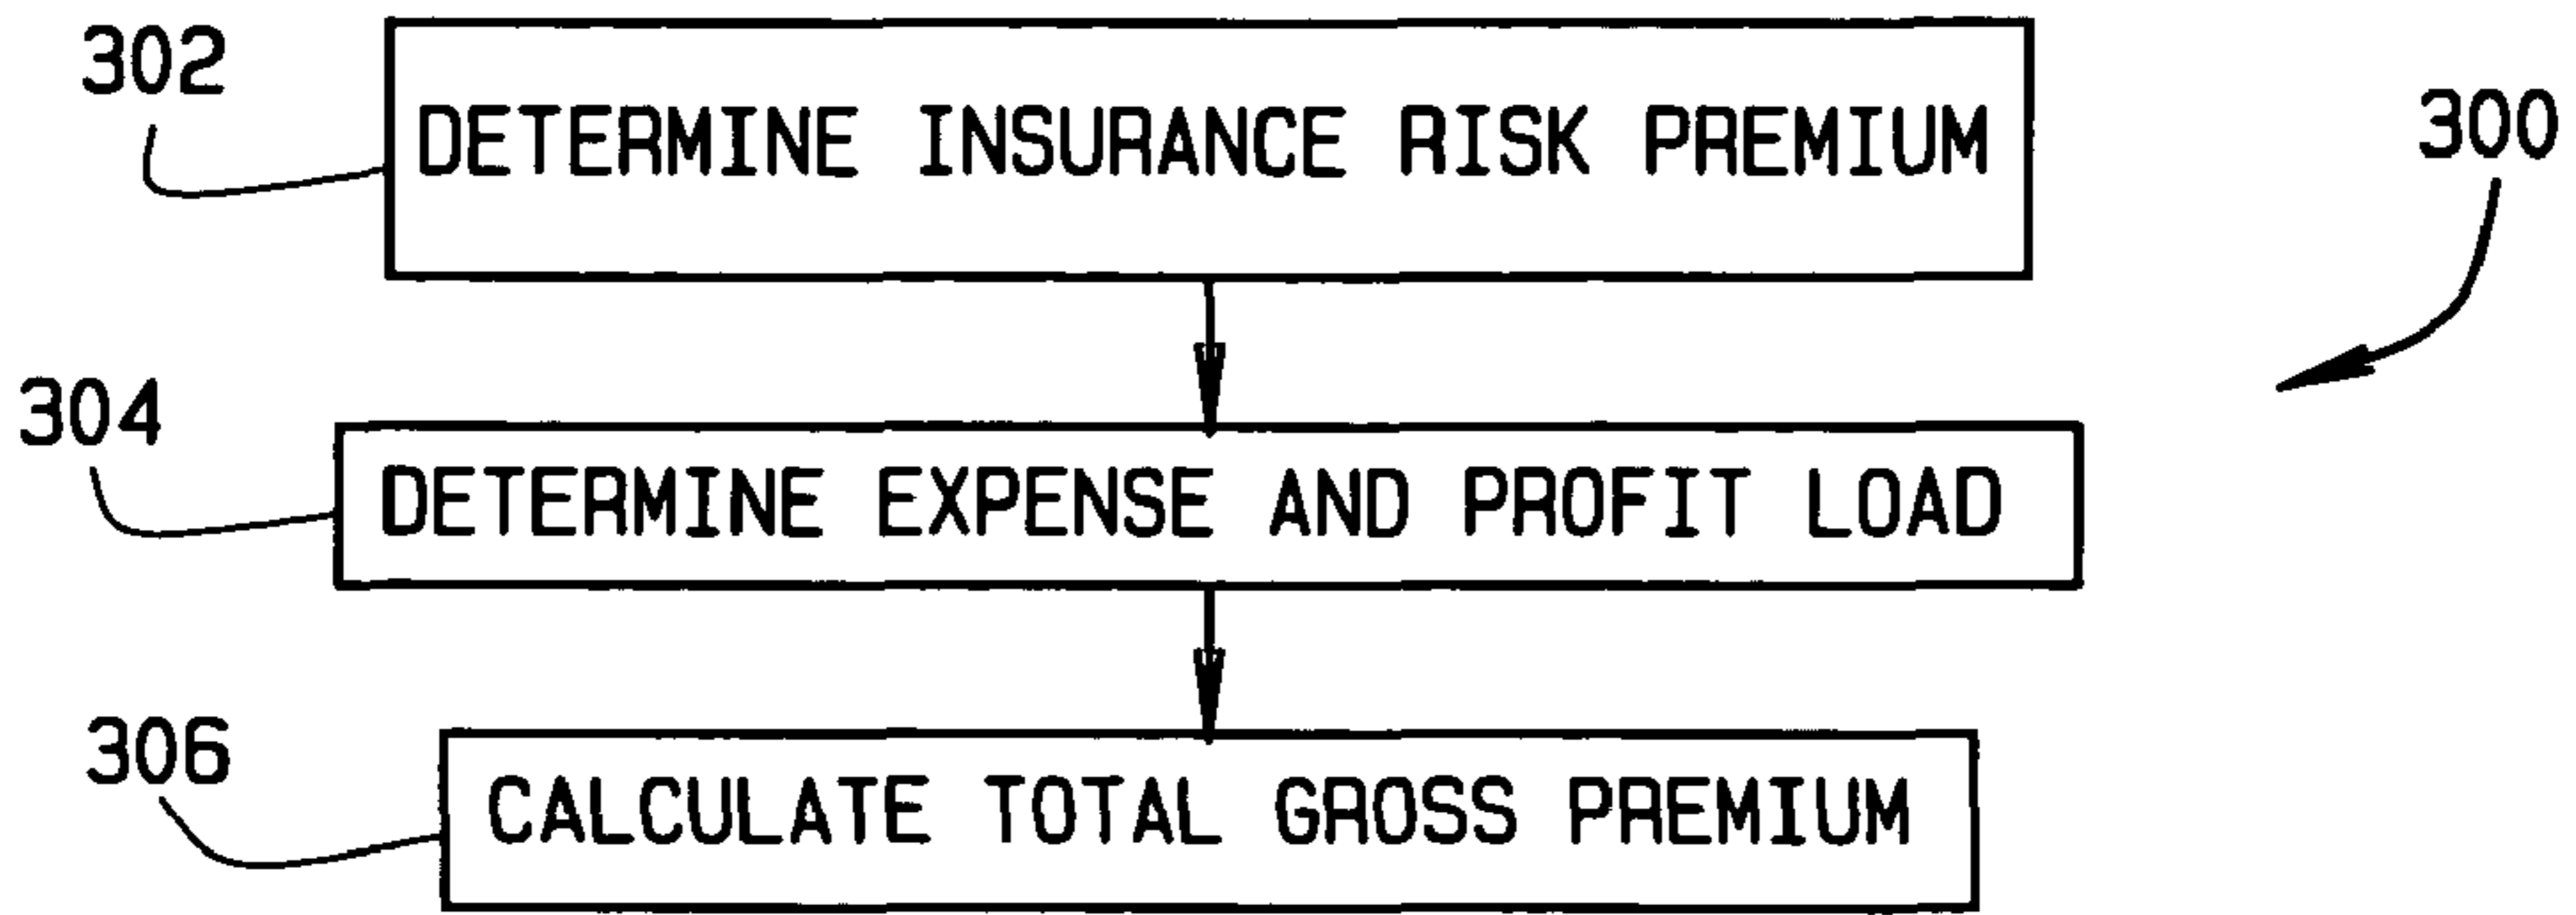 302
DETERMINE INSURANCE RISK PREMIUM
300
304
DETERMINE EXPENSE AND PROFIT LOAD
306
CALCULATE TOTAL GROSS PREMIUM